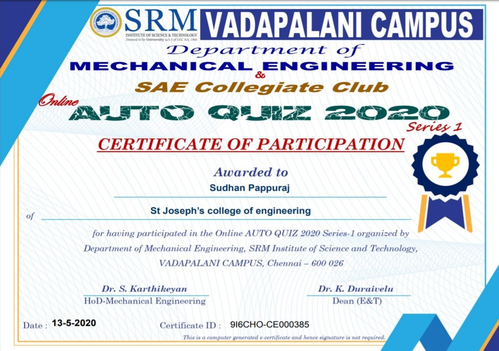 SRM VADAPALANI CAMPUS
INSTITUTE OF SCIENCE & TECHNOLOGY
Department of
MECHANICAL ENGINEERING
&
SAE Collegiate Club
Online
AUTO QUIZ 2020
Series 1
CERTIFICATE OF PARTICIPATION
Awarded to
Sudhan Pappuraj
of St Joseph's college of engineering
for having participated in the Online AUTO QUIZ 2020 Series-1 organized by
Department of Mechanical Engineering, SRM Institute of Science and Technology,
VADAPALANI CAMPUS, Chennai – 600 026
Dr. S. Karthikeyan Dr. K. Duraivelu
HoD-Mechanical Engineering Dean (E&T)
Date : 13-5-2020 Certificate ID : 9I6CHO-CE000385
This is a computer generated e-certificate and hence signature is not required.